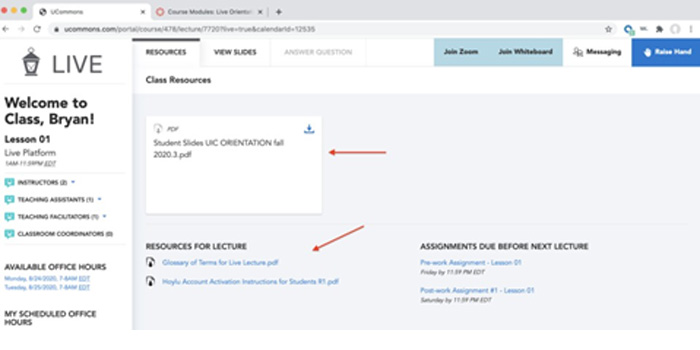 UCommons
Course Modules: Live Orientat
ucommons.com/portal/course/478/lecture/7720?live=true&calendarId=12535
LIVE
RESOURCES
VIEW SLIDES
ANSWER QUESTION
Join Zoom
Join Whiteboard
Messaging
Raise Hand
Class Resources
Welcome to
Class, Bryan!
Lesson 01
Live Platform
1AM-11:59PM EDT
INSTRUCTORS (2)
TEACHING ASSISTANTS (1)
TEACHING FACILITATORS (1)
CLASSROOM COORDINATORS (0)
AVAILABLE OFFICE HOURS
Monday, 8/24/2020, 7-8AM EDT
Tuesday, 8/25/2020, 7-8AM EDT
MY SCHEDULED OFFICE
HOURS
PDF
Student Slides UIC ORIENTATION fall
2020.3.pdf
RESOURCES FOR LECTURE
Glossary of Terms for Live Lecture.pdf
Hoylu Account Activation Instructions for Students R1.pdf
ASSIGNMENTS DUE BEFORE NEXT LECTURE
Pre-work Assignment - Lesson 01
Friday by 11:59 PM EDT
Post-work Assignment #1 - Lesson 01
Saturday by 11:59 PM EDT